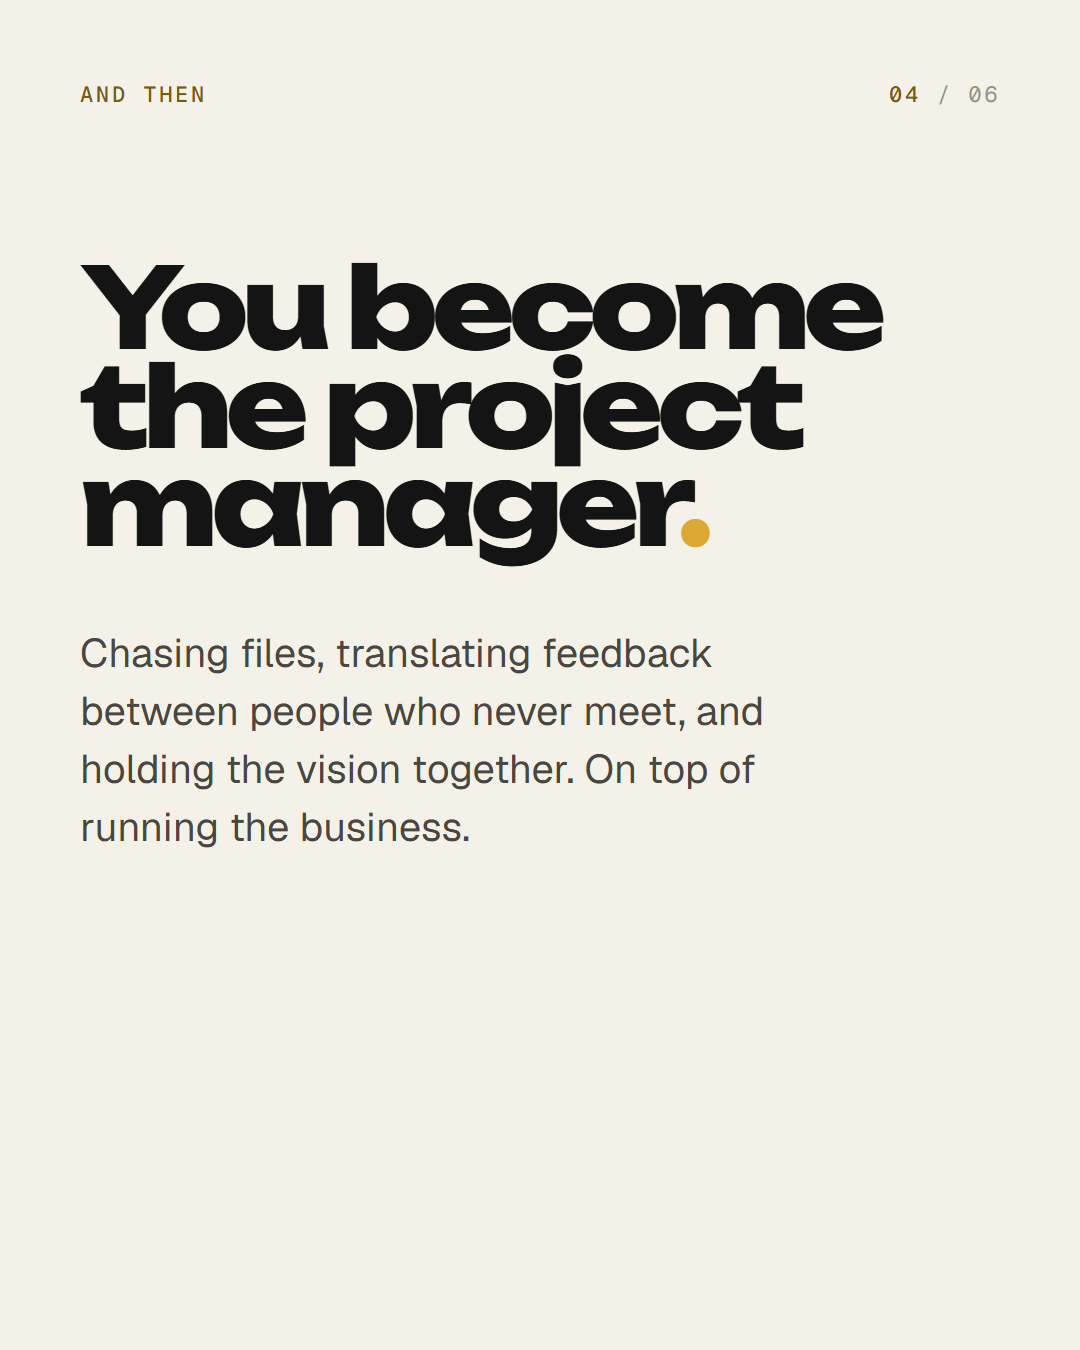 AND THEN
04 / 06
You become
the project
manager.
Chasing files, translating feedback
between people who never meet, and
holding the vision together. On top of
running the business.